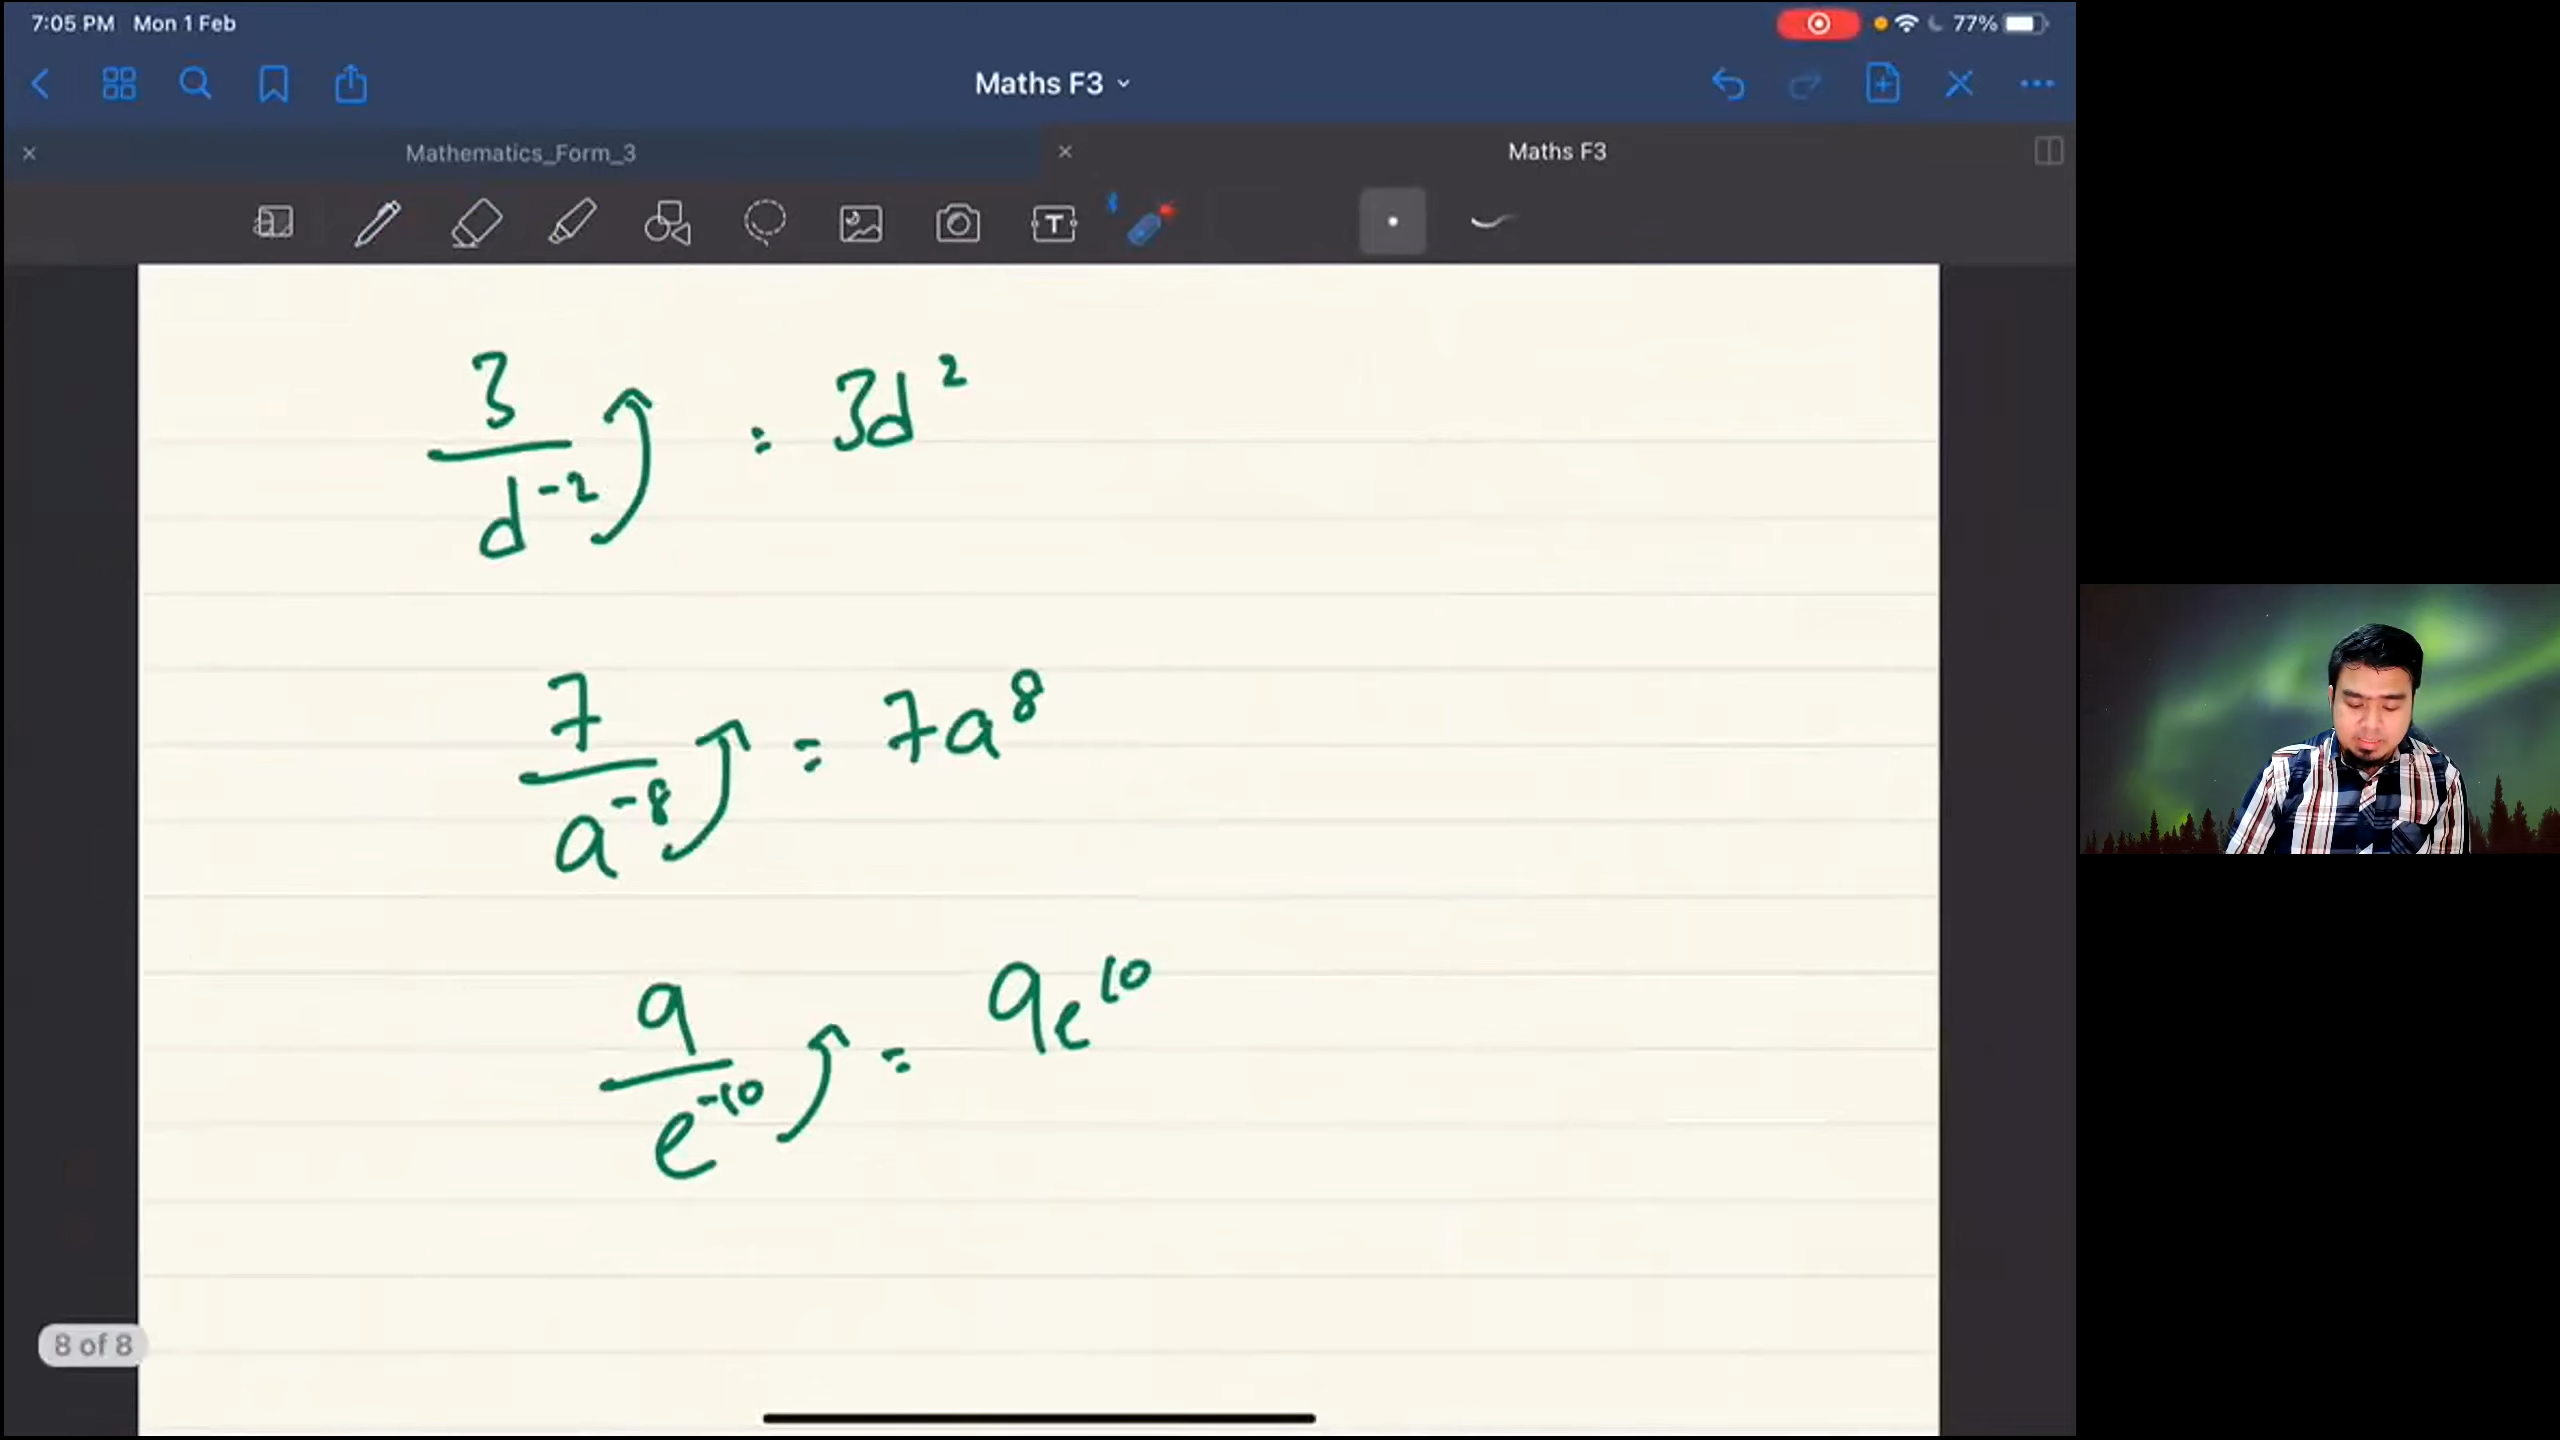 7:05 PM Mon 1 Feb
77%
Maths F3
Mathematics_Form_3
Maths F3
T
3/d⁻² = 3d²
7/a⁻⁸ = 7a⁸
9/e⁻¹⁰ = 9e¹⁰
8 of 8